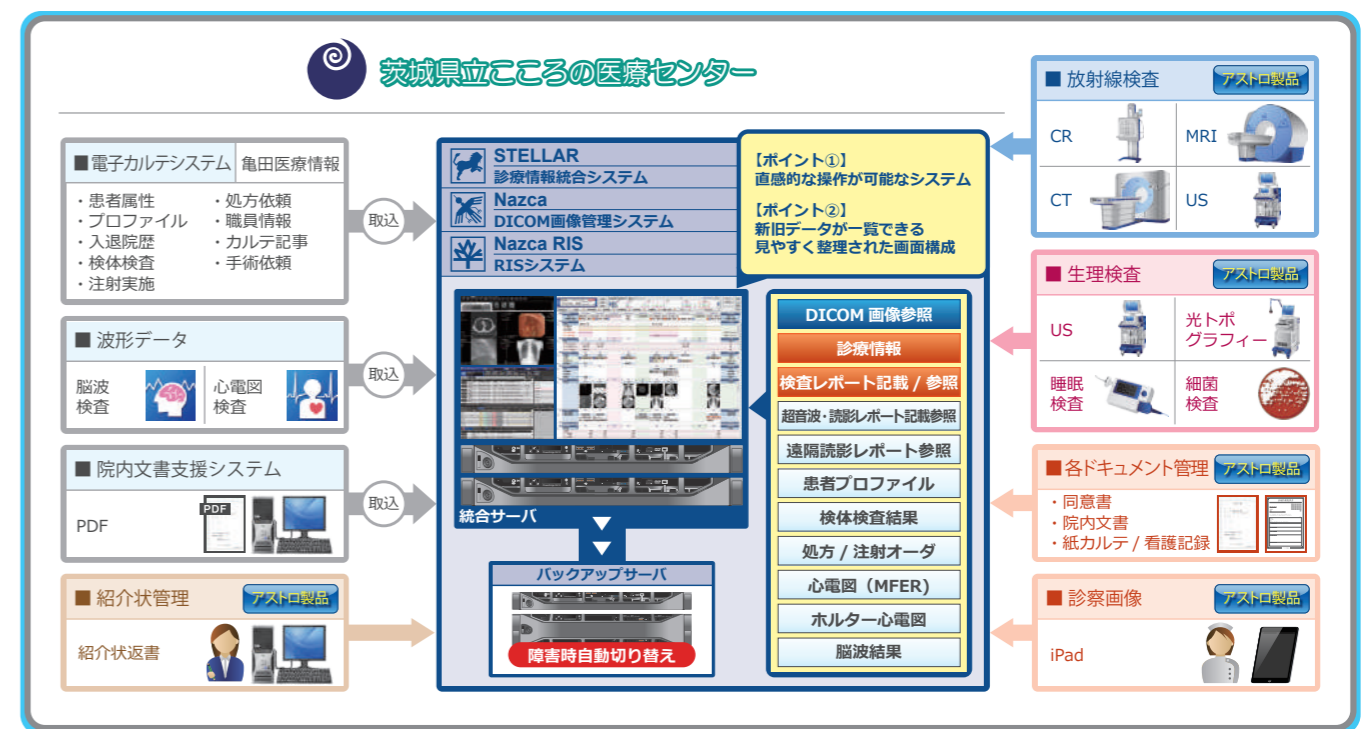 茨城県立こころの医療センター
■電子カルテシステム 亀田医療情報
・患者属性
・プロファイル
・入退院歴
・検体検査
・注射実施
・処方依頼
・職員情報
・カルテ記事
・手術依頼
取込
■ 波形データ
脳波
検査
心電図
検査
取込
■ 院内文書支援システム
PDF
PDF
取込
■ 紹介状管理 アストロ製品
紹介状返書
STELLAR
診療情報統合システム
Nazca
DICOM画像管理システム
Nazca RIS
RISシステム
【ポイント①】
直感的な操作が可能なシステム
【ポイント②】
新旧データが一覧できる
見やすく整理された画面構成
統合サーバ
バックアップサーバ
障害時自動切り替え
DICOM 画像参照
診療情報
検査レポート記載 / 参照
超音波・読影レポート記載参照
遠隔読影レポート参照
患者プロファイル
検体検査結果
処方 / 注射オーダ
心電図（MFER）
ホルター心電図
脳波結果
■ 放射線検査 アストロ製品
CR
MRI
CT
US
■ 生理検査 アストロ製品
US
光トポ
グラフィー
睡眠
検査
細菌
検査
■各ドキュメント管理 アストロ製品
・同意書
・院内文書
・紙カルテ / 看護記録
■ 診察画像 アストロ製品
iPad